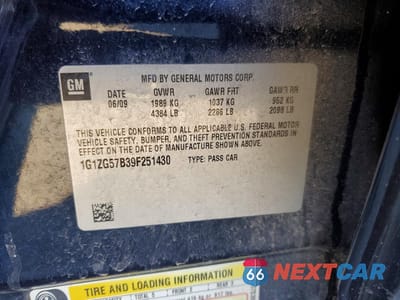 GM
MFD BY GENERAL MOTORS CORP.
DATE GVWR GAWR FRT GAWR RR
06/09 1989 KG 1037 KG 952 KG
4384 LB 2286 LB 2098 LB
THIS VEHICLE CONFORMS TO ALL APPLICABLE U.S. FEDERAL MOTOR
VEHICLE SAFETY, BUMPER, AND THEFT PREVENTION STANDARDS IN
EFFECT ON THE DATE OF MANUFACTURE SHOWN ABOVE.
1G1ZG57B39F251430 TYPE: PASS CAR
TIRE AND LOADING INFORMATION
66 NEXTCAR